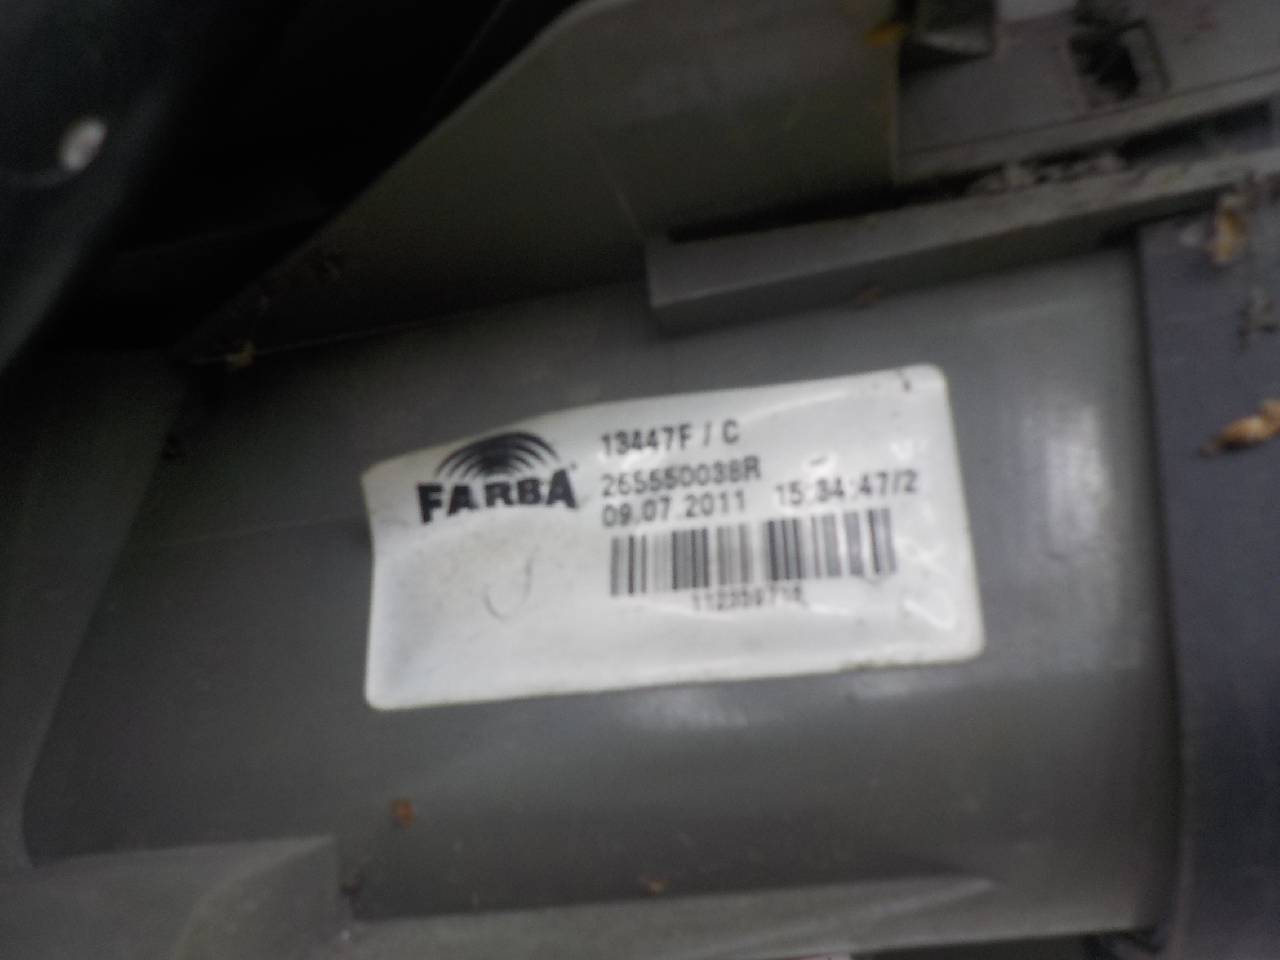 FARBA
13447F / C
265550038R
09.07.2011 15:34:47/2